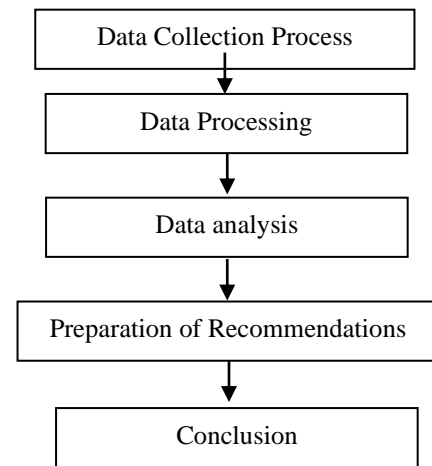 Data Collection Process
Data Processing
Data analysis
Preparation of Recommendations
Conclusion